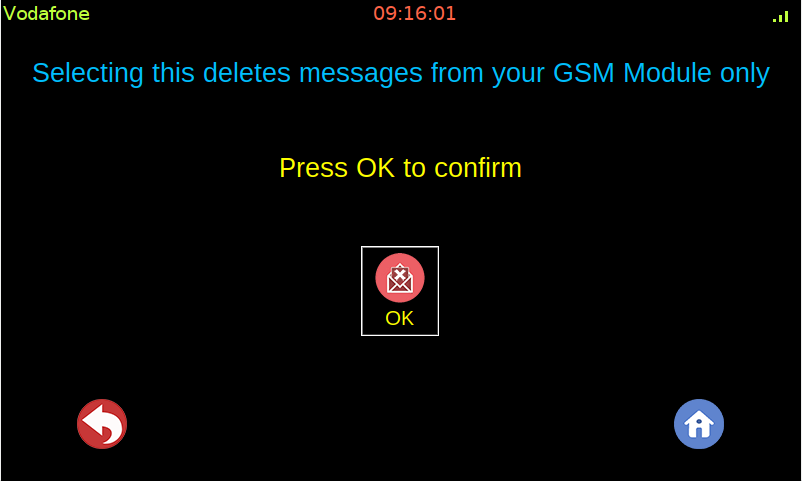 Vodafone
09:16:01
Selecting this deletes messages from your GSM Module only
Press OK to confirm
OK